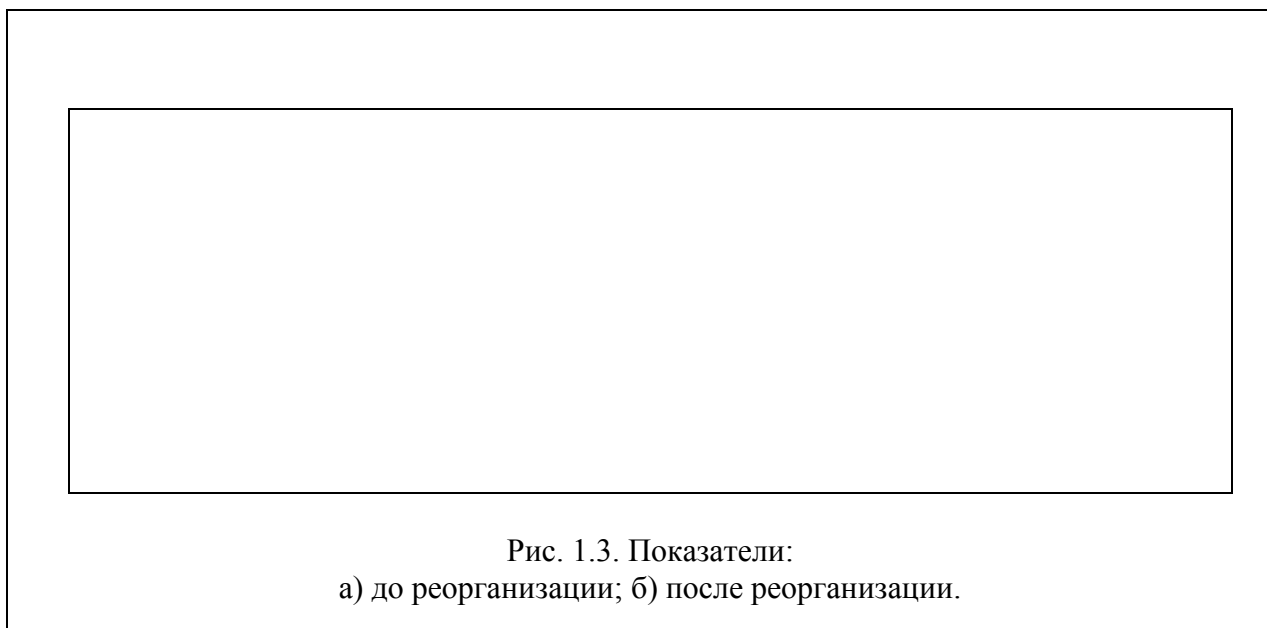 Рис. 1.3. Показатели:
а) до реорганизации; б) после реорганизации.